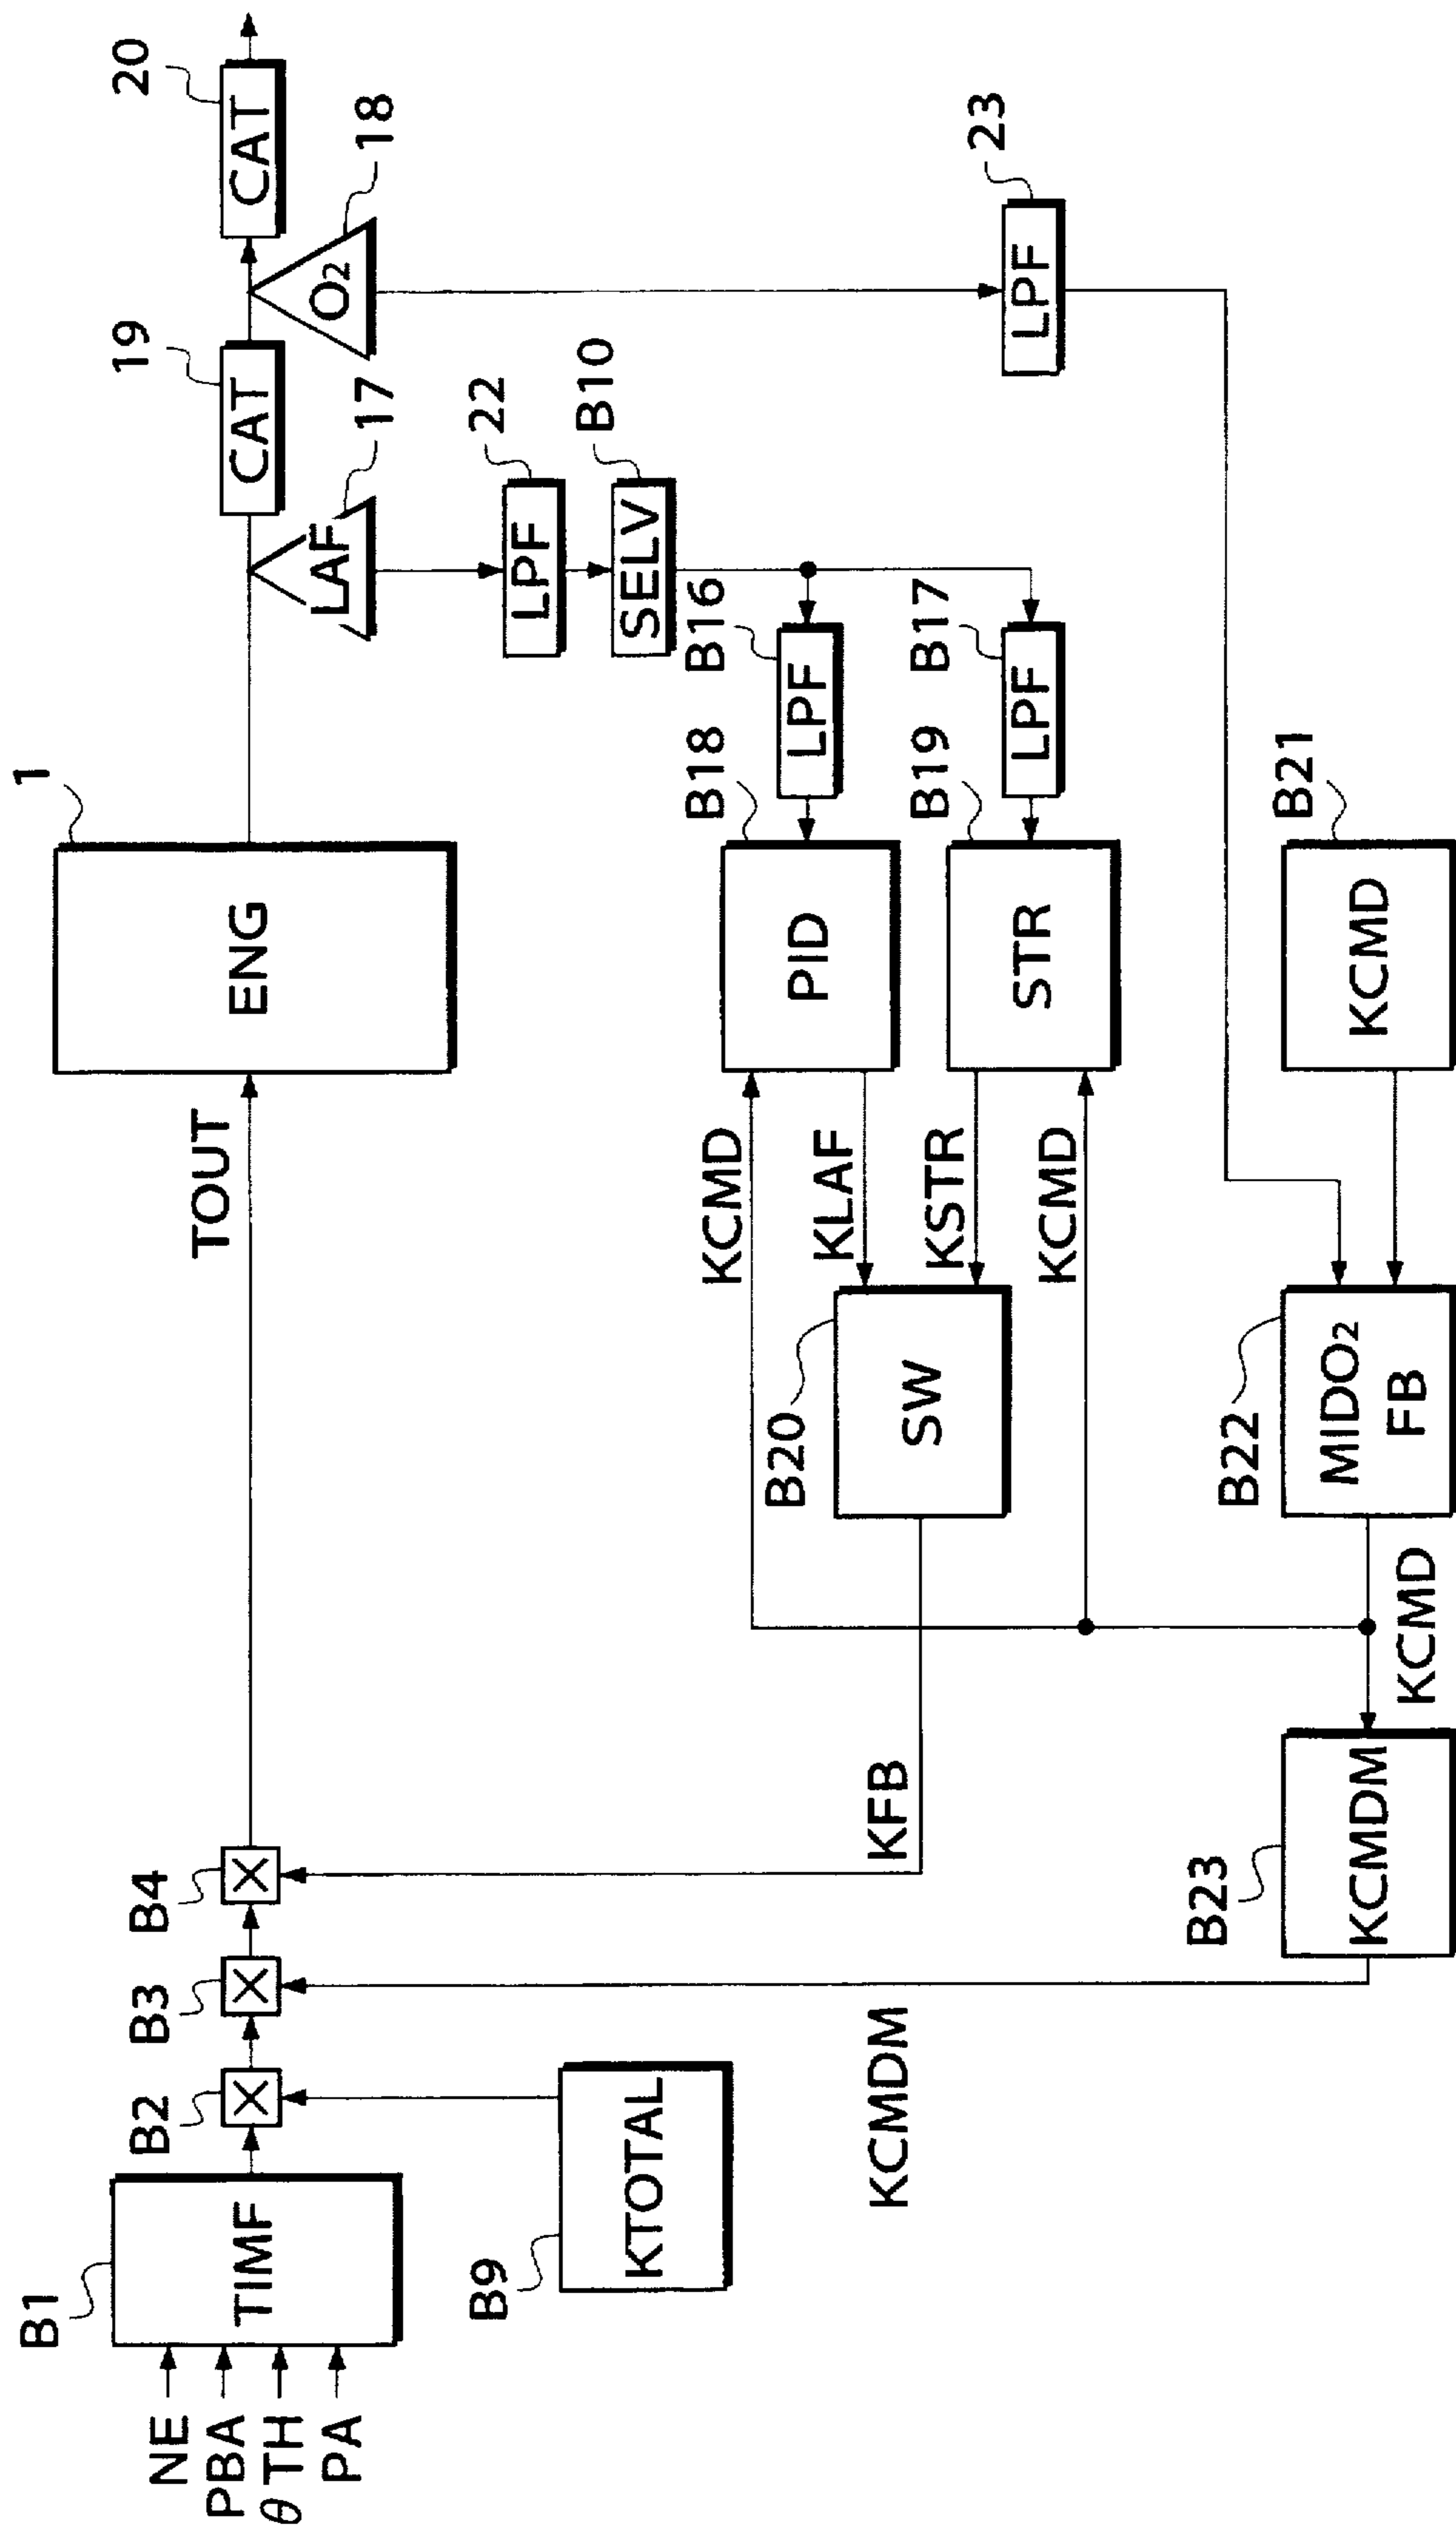 1
19
20
TOUT
ENG
CAT
CAT
B1
B2
B3
B4
NE
PBA
θTH
PA
TIMF
LAF
17
O2
18
B9
KTOTAL
LPF
22
SELV
B10
KCMD
KLAF
B18
PID
B16
LPF
KFB
B20
SW
KSTR
KCMD
B19
STR
B17
LPF
LPF
23
KCMDM
B23
KCMDM
KCMD
B22
MIDO2
FB
B21
KCMD